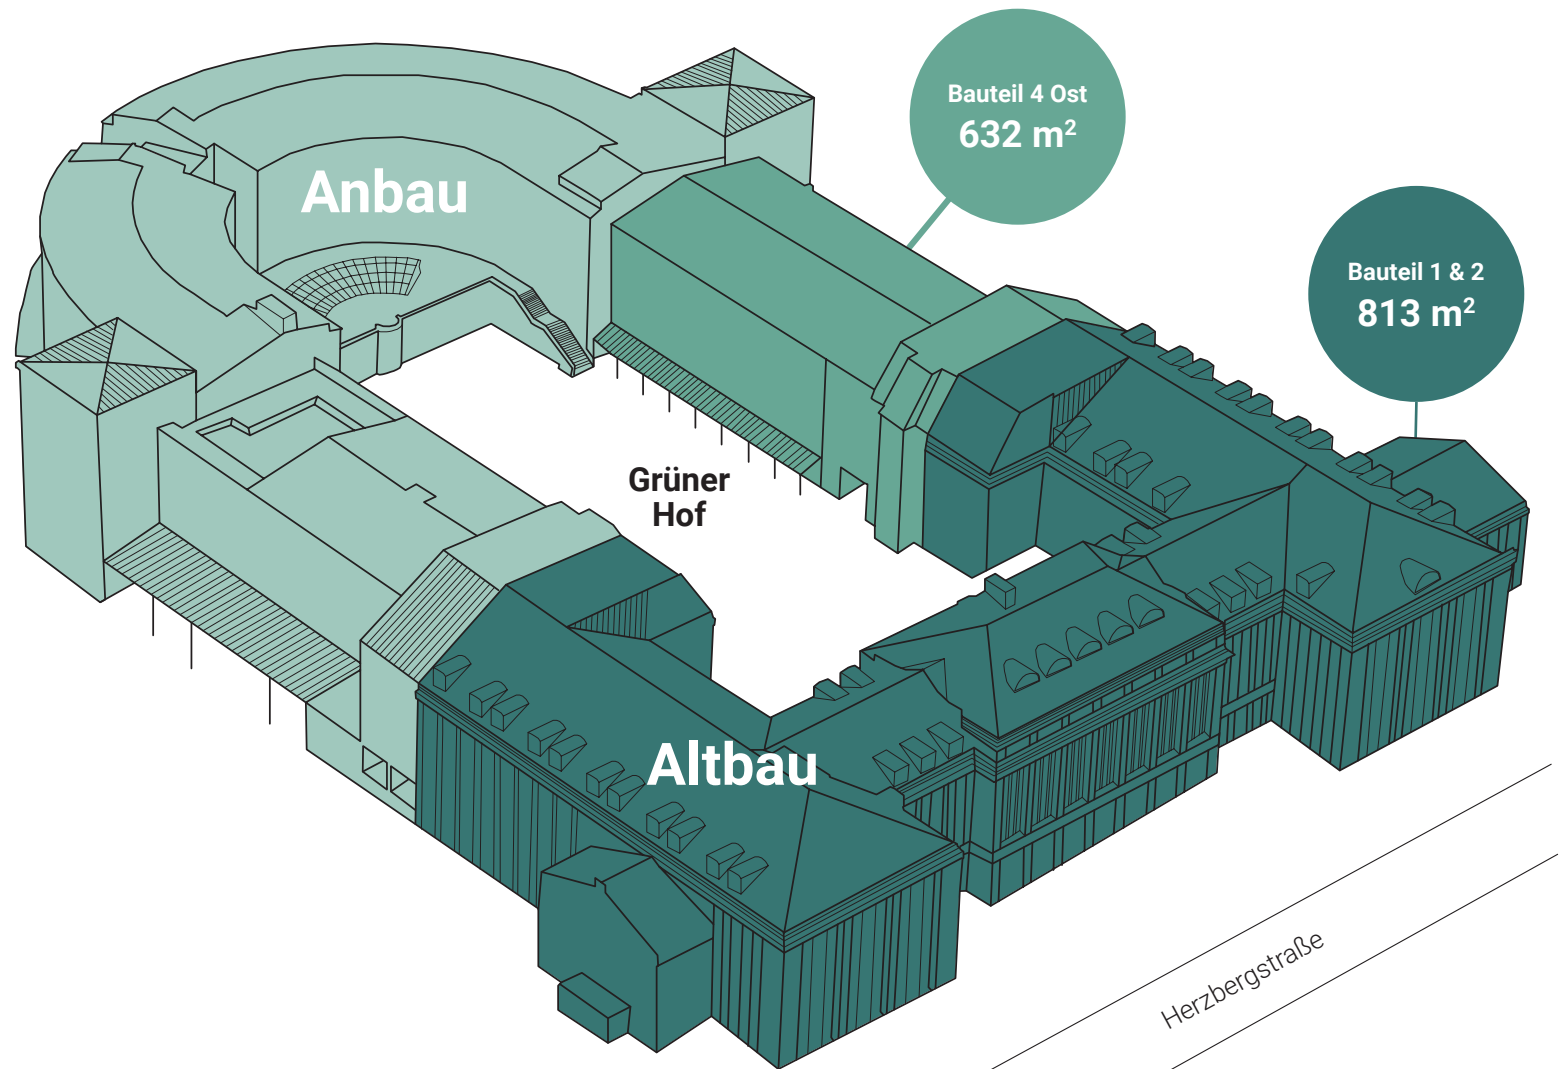 Bauteil 4 Ost
632 m²
Bauteil 1 & 2
813 m²
Anbau
Grüner
Hof
Altbau
Herzbergstraße